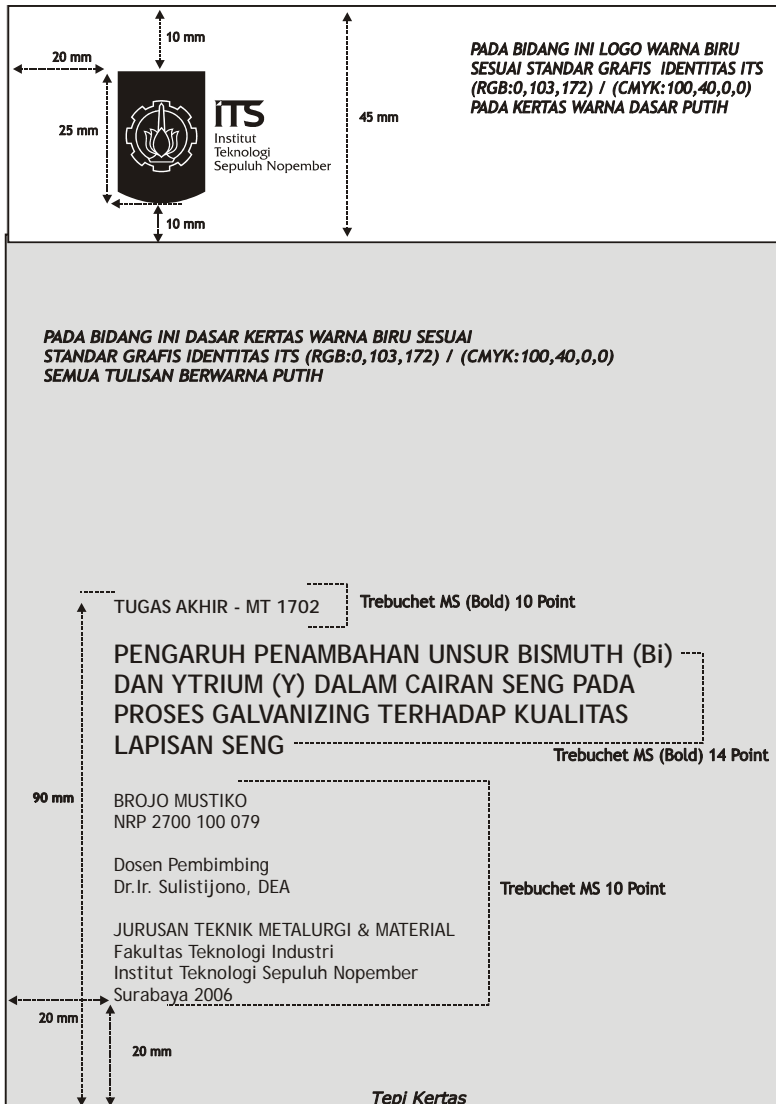 10 mm
20 mm
25 mm
45 mm
10 mm
iTS
Institut
Teknologi
Sepuluh Nopember
PADA BIDANG INI LOGO WARNA BIRU
SESUAI STANDAR GRAFIS IDENTITAS ITS
(RGB:0,103,172) / (CMYK:100,40,0,0)
PADA KERTAS WARNA DASAR PUTIH
PADA BIDANG INI DASAR KERTAS WARNA BIRU SESUAI
STANDAR GRAFIS IDENTITAS ITS (RGB:0,103,172) / (CMYK:100,40,0,0)
SEMUA TULISAN BERWARNA PUTIH
TUGAS AKHIR - MT 1702
Trebuchet MS (Bold) 10 Point
PENGARUH PENAMBAHAN UNSUR BISMUTH (Bi)
DAN YTRIUM (Y) DALAM CAIRAN SENG PADA
PROSES GALVANIZING TERHADAP KUALITAS
LAPISAN SENG
Trebuchet MS (Bold) 14 Point
90 mm
BROJO MUSTIKO
NRP 2700 100 079
Dosen Pembimbing
Dr.Ir. Sulistijono, DEA
Trebuchet MS 10 Point
JURUSAN TEKNIK METALURGI & MATERIAL
Fakultas Teknologi Industri
Institut Teknologi Sepuluh Nopember
Surabaya 2006
20 mm
20 mm
Tepi Kertas